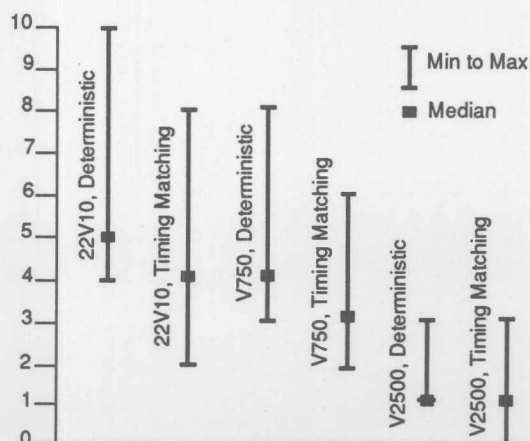 10
9
8
7
6
5
4
3
2
1
0
22V10, Deterministic
22V10, Timing Matching
V750, Deterministic
V750, Timing Matching
V2500, Deterministic
V2500, Timing Matching
Min to Max
Median